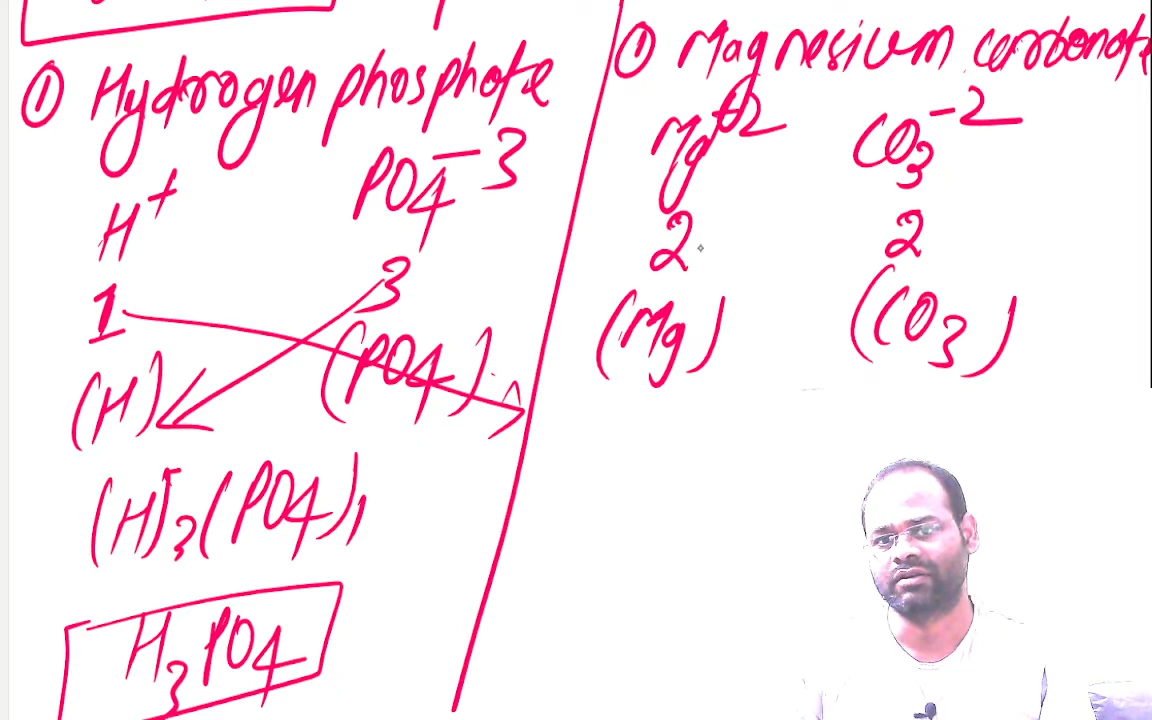 ① Hydrogen phosphate
H+ PO4-3
1 3
(H) (PO4)
(H)3(PO4)1
H3PO4
① Magnesium carbonate
Mg+2 CO3-2
2 2
(Mg) (CO3)